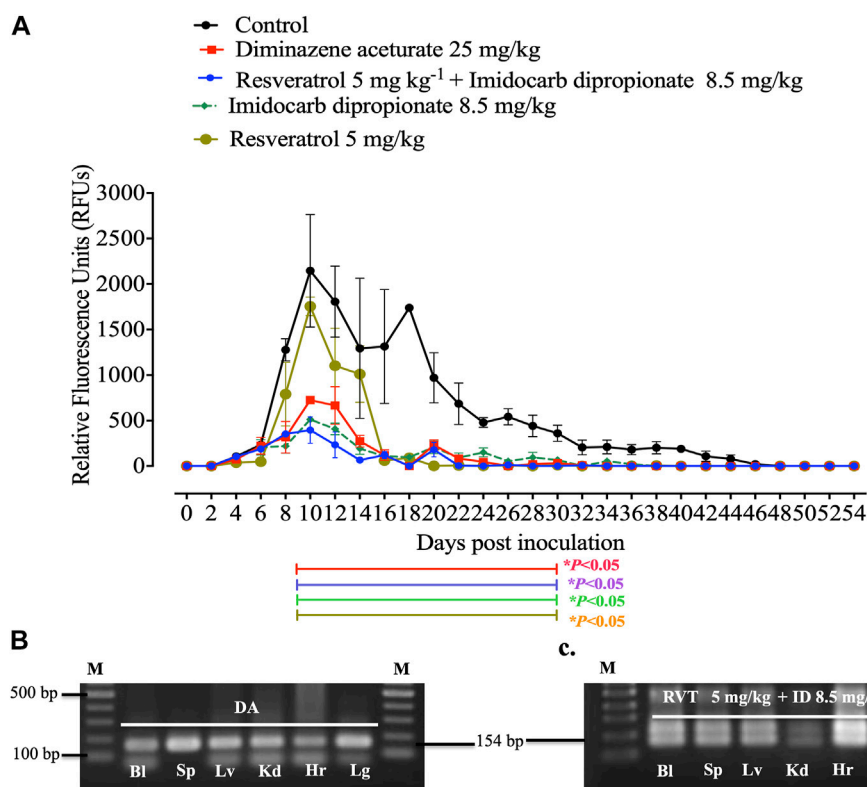 A
Control
Diminazene aceturate 25 mg/kg
Resveratrol 5 mg kg⁻¹ + Imidocarb dipropionate 8.5 mg/kg
Imidocarb dipropionate 8.5 mg/kg
Resveratrol 5 mg/kg
Relative Fluorescence Units (RFUs)
3000
2500
2000
1500
1000
500
0
0 2 4 6 8 10 12 14 16 18 20 22 24 26 28 30 32 34 36 38 40 42 44 46 48 50 52 54
Days post inoculation
*P<0.05
*P<0.05
*P<0.05
*P<0.05
B
M
M
500 bp
DA
100 bp
Bl Sp Lv Kd Hr Lg
154 bp
c.
M
RVT 5 mg/kg + ID 8.5 mg/
Bl Sp Lv Kd Hr